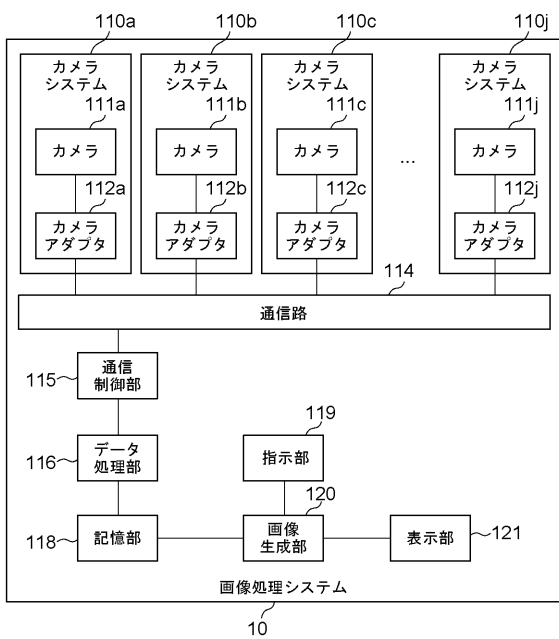 110a
110b
110c
110j
カメラ
システム
カメラ
システム
カメラ
システム
カメラ
システム
111a
111b
111c
111j
カメラ
カメラ
カメラ
...
カメラ
112a
112b
112c
112j
カメラ
アダプタ
カメラ
アダプタ
カメラ
アダプタ
カメラ
アダプタ
114
通信路
115
通信
制御部
116
データ
処理部
119
指示部
118
記憶部
120
画像
生成部
表示部
121
画像処理システム
10